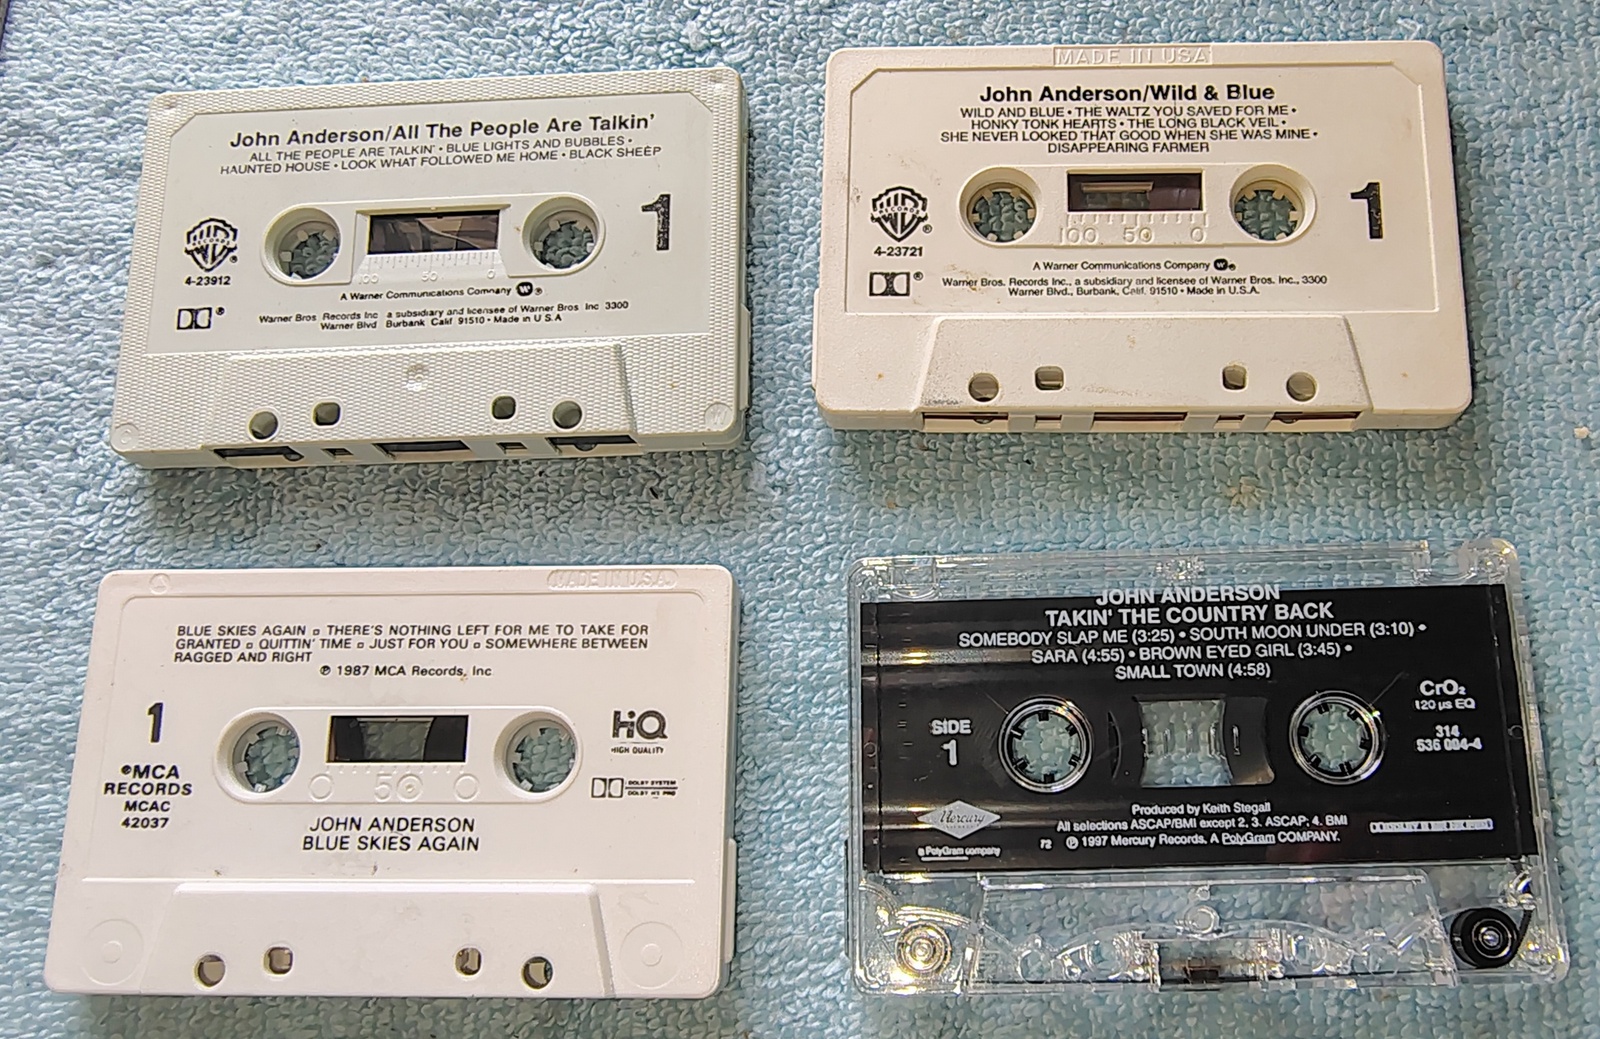 John Anderson/All The People Are Talkin'
ALL THE PEOPLE ARE TALKIN' • BLUE LIGHTS AND BUBBLES •
HAUNTED HOUSE • LOOK WHAT FOLLOWED ME HOME • BLACK SHEEP
1
RECORDS
®
4-23912
®
100 50 0
A Warner Communications Company ®
Warner Bros. Records Inc a subsidiary and licensee of Warner Bros Inc 3300
Warner Blvd Burbank Calif 91510 • Made in U S A
MADE IN USA
John Anderson/Wild & Blue
WILD AND BLUE • THE WALTZ YOU SAVED FOR ME •
HONKY TONK HEARTS • THE LONG BLACK VEIL •
SHE NEVER LOOKED THAT GOOD WHEN SHE WAS MINE •
DISAPPEARING FARMER
1
RECORDS
®
4-23721
®
100 50 0
A Warner Communications Company ®
Warner Bros. Records Inc., a subsidiary and licensee of Warner Bros. Inc., 3300
Warner Blvd., Burbank, Calif. 91510 • Made in U.S.A.
MADE IN U.S.A.
BLUE SKIES AGAIN ▫ THERE'S NOTHING LEFT FOR ME TO TAKE FOR
GRANTED ▫ QUITTIN' TIME ▫ JUST FOR YOU ▫ SOMEWHERE BETWEEN
RAGGED AND RIGHT
℗ 1987 MCA Records, Inc
1
HQ
HIGH QUALITY
MCA
RECORDS
MCAC
42037
DOLBY SYSTEM
DOLBY HX PRO
50
JOHN ANDERSON
BLUE SKIES AGAIN
JOHN ANDERSON
TAKIN' THE COUNTRY BACK
SOMEBODY SLAP ME (3:25) • SOUTH MOON UNDER (3:10) •
SARA (4:55) • BROWN EYED GIRL (3:45) •
SMALL TOWN (4:58)
SIDE
1
CrO₂
120 µs EQ
314
536 004-4
Mercury
a PolyGram company
Produced by Keith Stegall
All selections ASCAP/BMI except 2, 3. ASCAP; 4. BMI
72 ℗ 1997 Mercury Records. A PolyGram COMPANY.